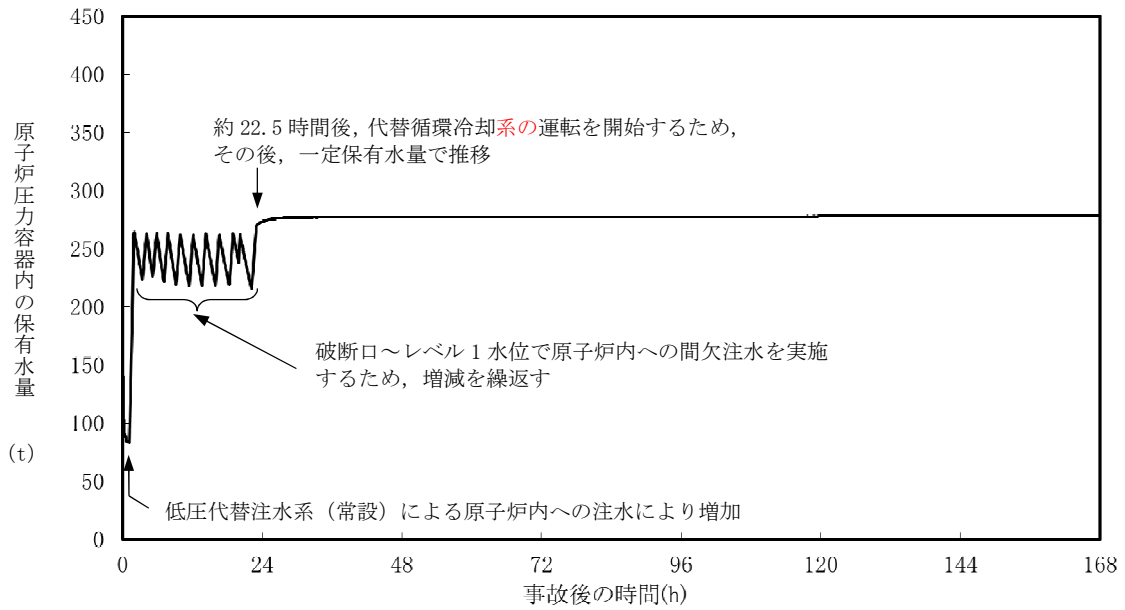 450
400
350
300
250
200
150
100
50
0
原子炉圧力容器内の保有水量
(t)
約 22.5 時間後，代替循環冷却系の運転を開始するため，
その後，一定保有水量で推移
破断口～レベル 1 水位で原子炉内への間欠注水を実施
するため，増減を繰返す
低圧代替注水系（常設）による原子炉内への注水により増加
0 24 48 72 96 120 144 168
事故後の時間(h)